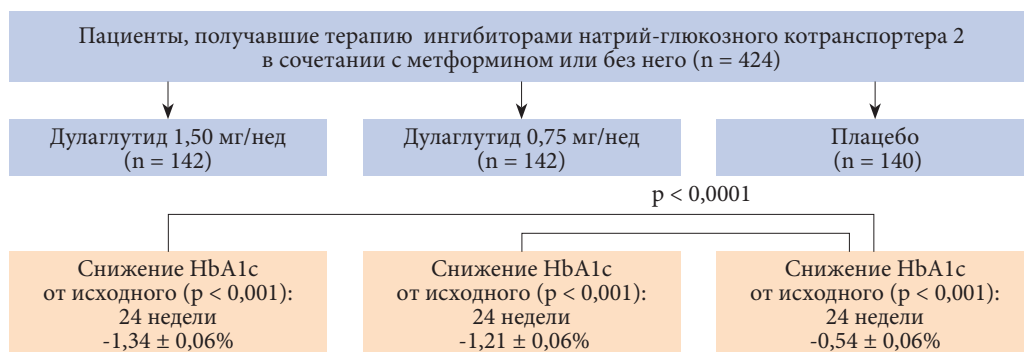 Пациенты, получавшие терапию ингибиторами натрий-глюкозного котранспортера 2
в сочетании с метформином или без него (n = 424)
Дулаглутид 1,50 мг/нед
(n = 142)
Дулаглутид 0,75 мг/нед
(n = 142)
Плацебо
(n = 140)
p < 0,0001
Снижение HbA1c
от исходного (p < 0,001):
24 недели
-1,34 ± 0,06%
Снижение HbA1c
от исходного (p < 0,001):
24 недели
-1,21 ± 0,06%
Снижение HbA1c
от исходного (p < 0,001):
24 недели
-0,54 ± 0,06%